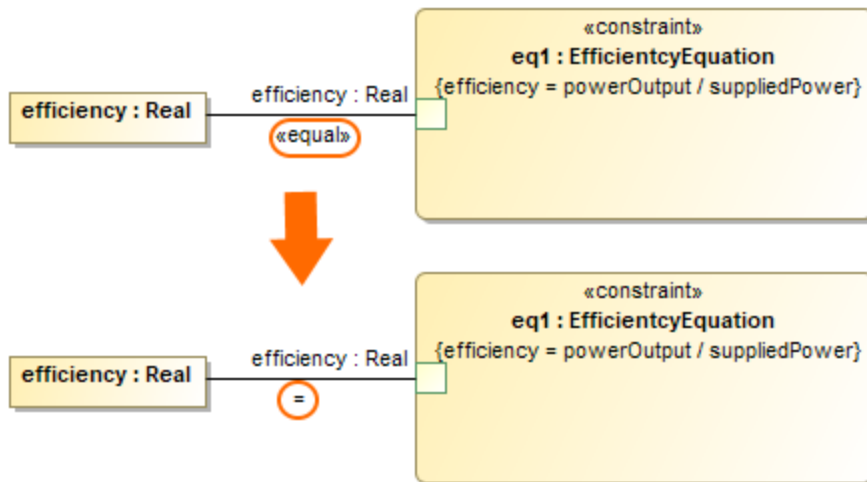 «constraint»
eq1 : EfficientcyEquation
{efficiency = powerOutput / suppliedPower}
efficiency : Real
efficiency : Real
«equal»
«constraint»
eq1 : EfficientcyEquation
{efficiency = powerOutput / suppliedPower}
efficiency : Real
efficiency : Real
=